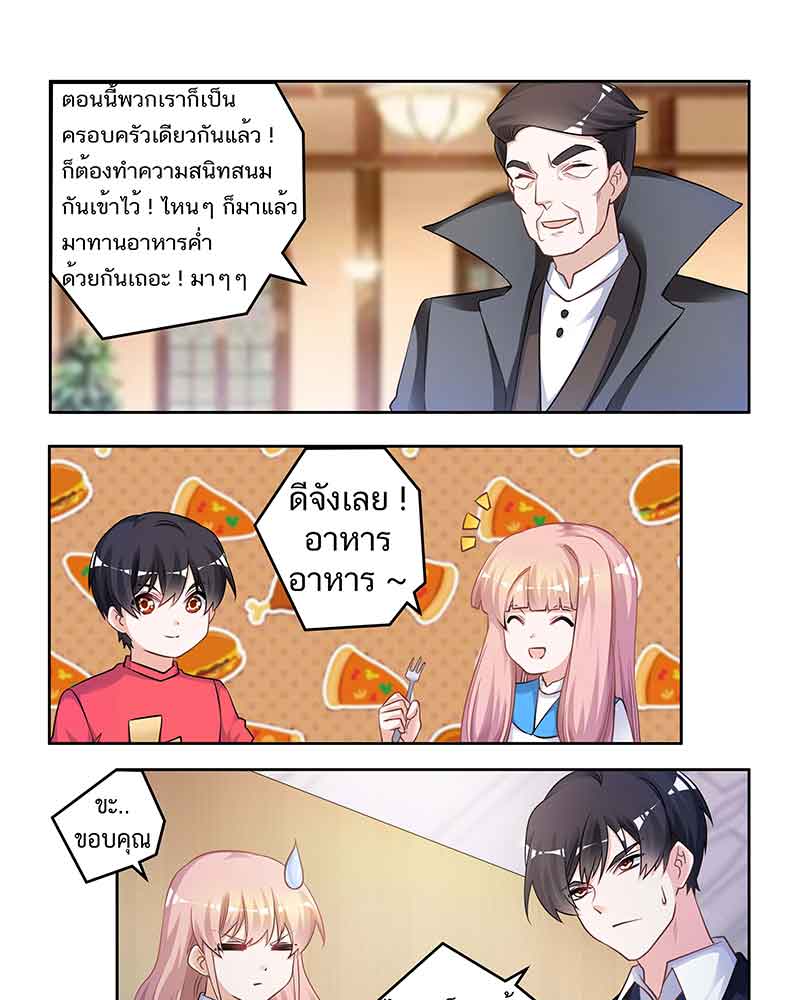 ตอนนี้พวกเราก็เป็น
ครอบครัวเดียวกันแล้ว !
ก็ต้องทำความสนิทสนม
กันเข้าไว้ ! ไหนๆ ก็มาแล้ว
มาทานอาหารค่ำ
ด้วยกันเถอะ ! มาๆๆ
ดีจังเลย !
อาหาร
อาหาร ~
ขะ..
ขอบคุณ